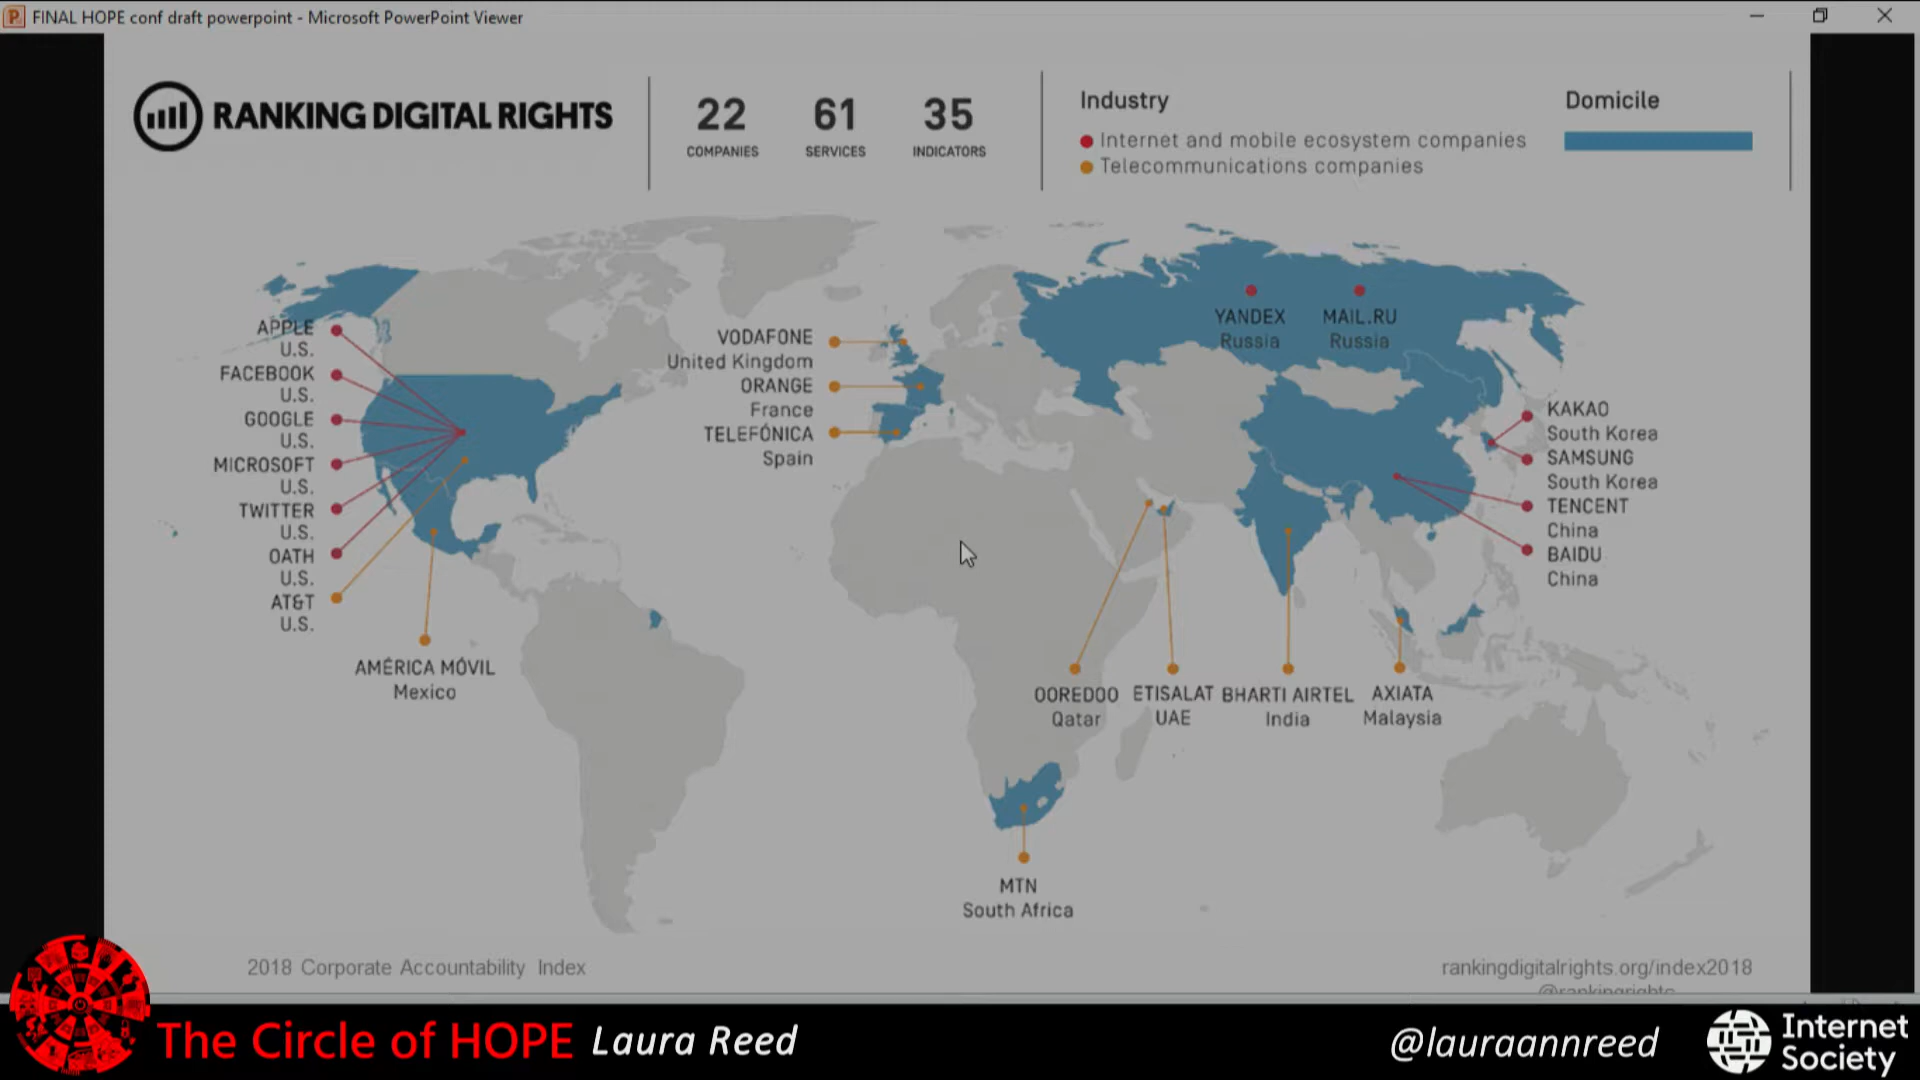 FINAL HOPE conf draft powerpoint - Microsoft PowerPoint Viewer
RANKING DIGITAL RIGHTS
22
COMPANIES
61
SERVICES
35
INDICATORS
Industry
Internet and mobile ecosystem companies
Telecommunications companies
Domicile
APPLE
U.S.
FACEBOOK
U.S.
GOOGLE
U.S.
MICROSOFT
U.S.
TWITTER
U.S.
OATH
U.S.
AT&T
U.S.
AMÉRICA MÓVIL
Mexico
VODAFONE
United Kingdom
ORANGE
France
TELEFÓNICA
Spain
YANDEX
Russia
MAIL.RU
Russia
KAKAO
South Korea
SAMSUNG
South Korea
TENCENT
China
BAIDU
China
OOREDOO
Qatar
ETISALAT
UAE
BHARTI AIRTEL
India
AXIATA
Malaysia
MTN
South Africa
2018 Corporate Accountability Index
rankingdigitalrights.org/index2018
@rankingrights
The Circle of HOPE Laura Reed
@lauraannreed
Internet
Society